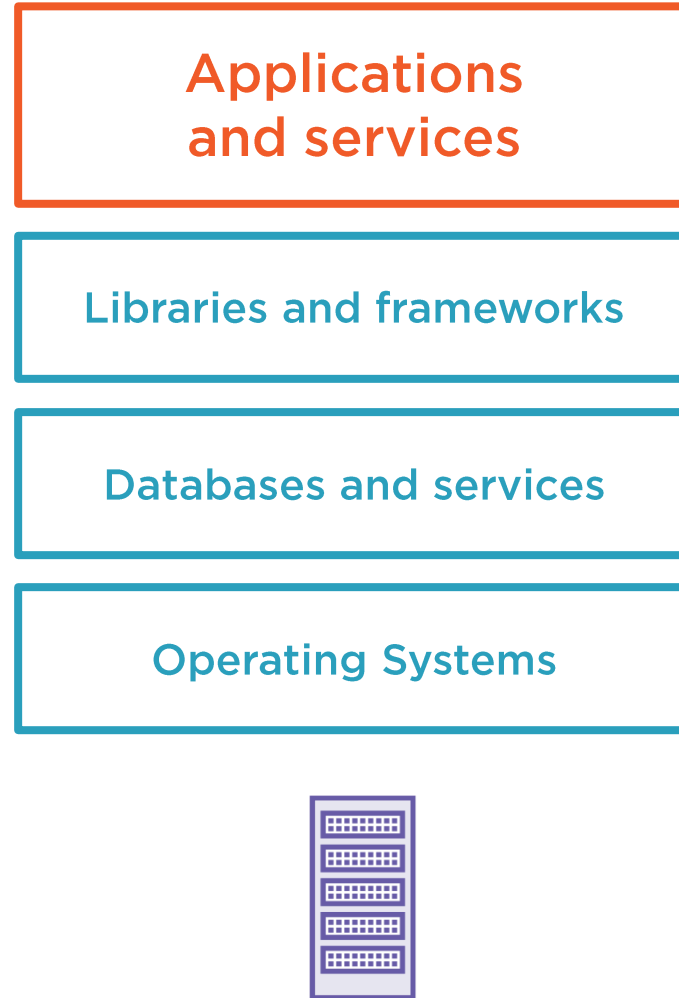 Applications
and services
Libraries and frameworks
Databases and services
Operating Systems